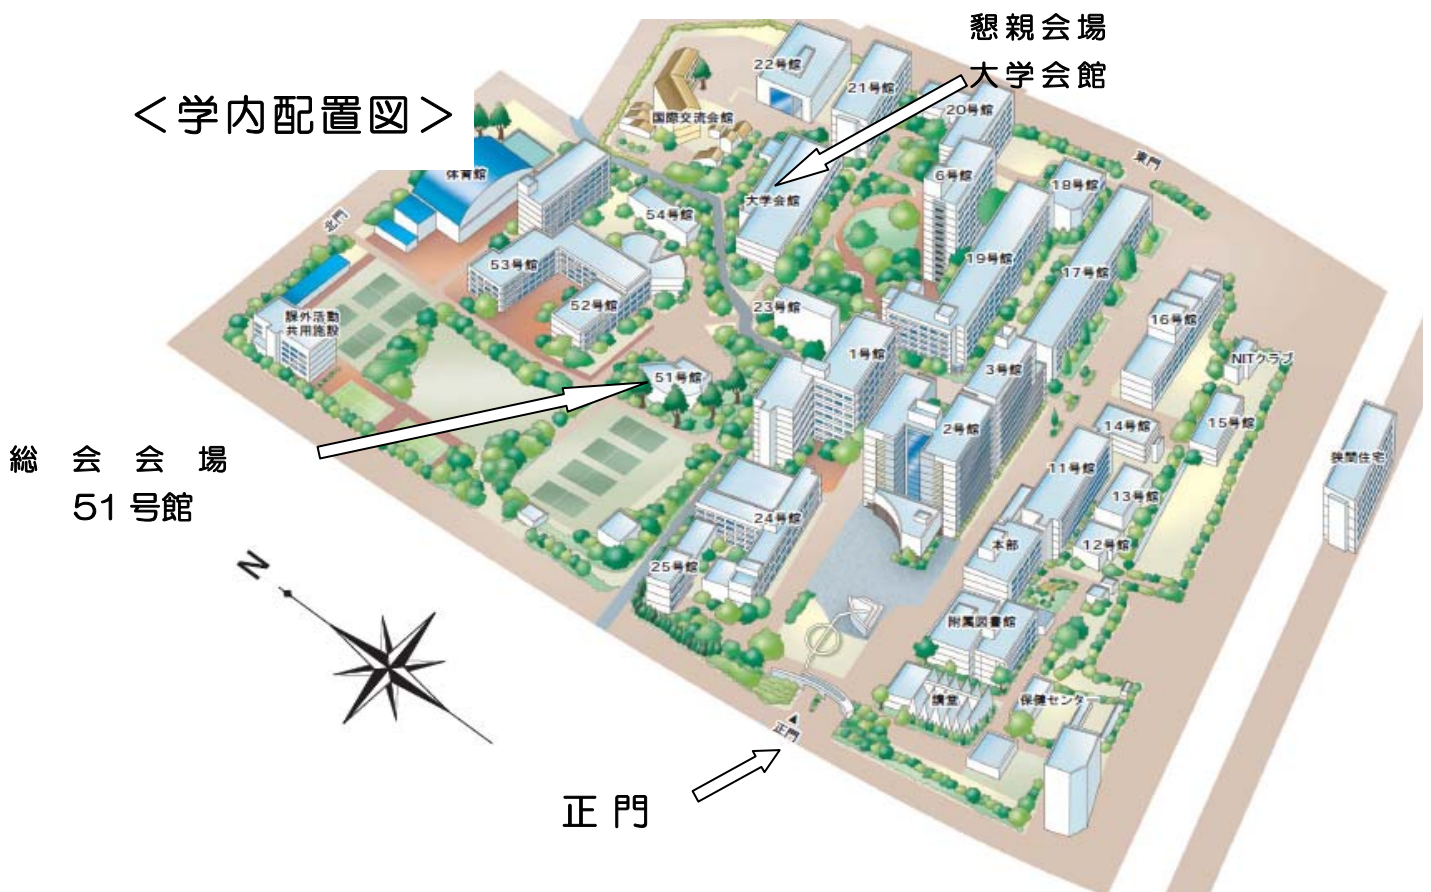 懇親会場
大学会館
＜学内配置図＞
22号館
21号館
20号館
国際交流会館
東門
体育館
6号館
18号館
大学会館
54号館
北門
53号館
19号館
17号館
52号館
23号館
課外活動
共用施設
16号館
1号館
NITクラブ
3号館
51号館
15号館
14号館
2号館
総会会場
51号館
狭間住宅
11号館
13号館
24号館
本部
12号館
25号館
N
附属図書館
講堂
保健センター
正門
正門